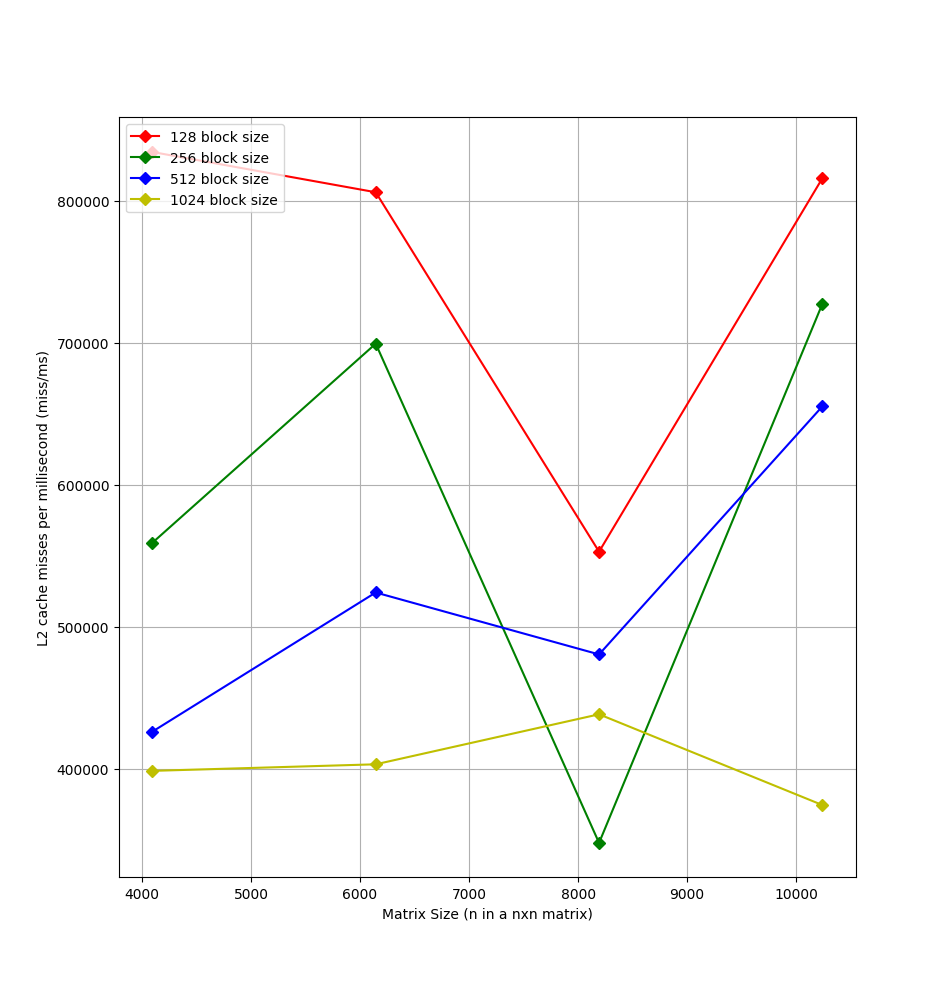 128 block size
256 block size
512 block size
1024 block size
800000
700000
600000
500000
400000
L2 cache misses per millisecond (miss/ms)
4000 5000 6000 7000 8000 9000 10000
Matrix Size (n in a nxn matrix)